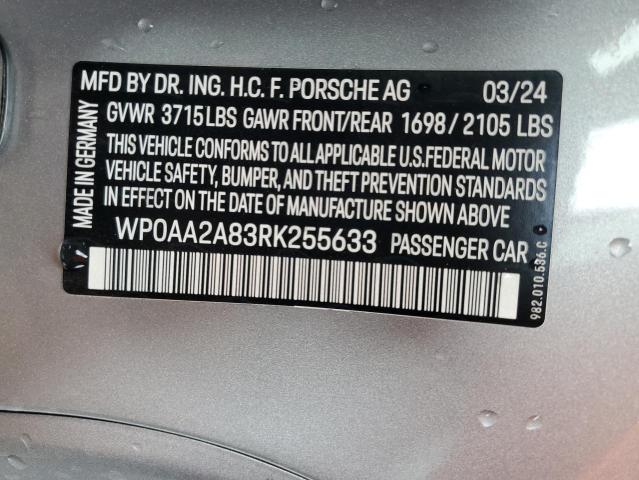 MFD BY DR. ING. H.C. F. PORSCHE AG 03/24
GVWR 3715 LBS GAWR FRONT/REAR 1698 / 2105 LBS
THIS VEHICLE CONFORMS TO ALL APPLICABLE U.S.FEDERAL MOTOR
VEHICLE SAFETY, BUMPER, AND THEFT PREVENTION STANDARDS
IN EFFECT ON THE DATE OF MANUFACTURE SHOWN ABOVE
WP0AA2A83RK255633 PASSENGER CAR
MADE IN GERMANY
982.010.536.C